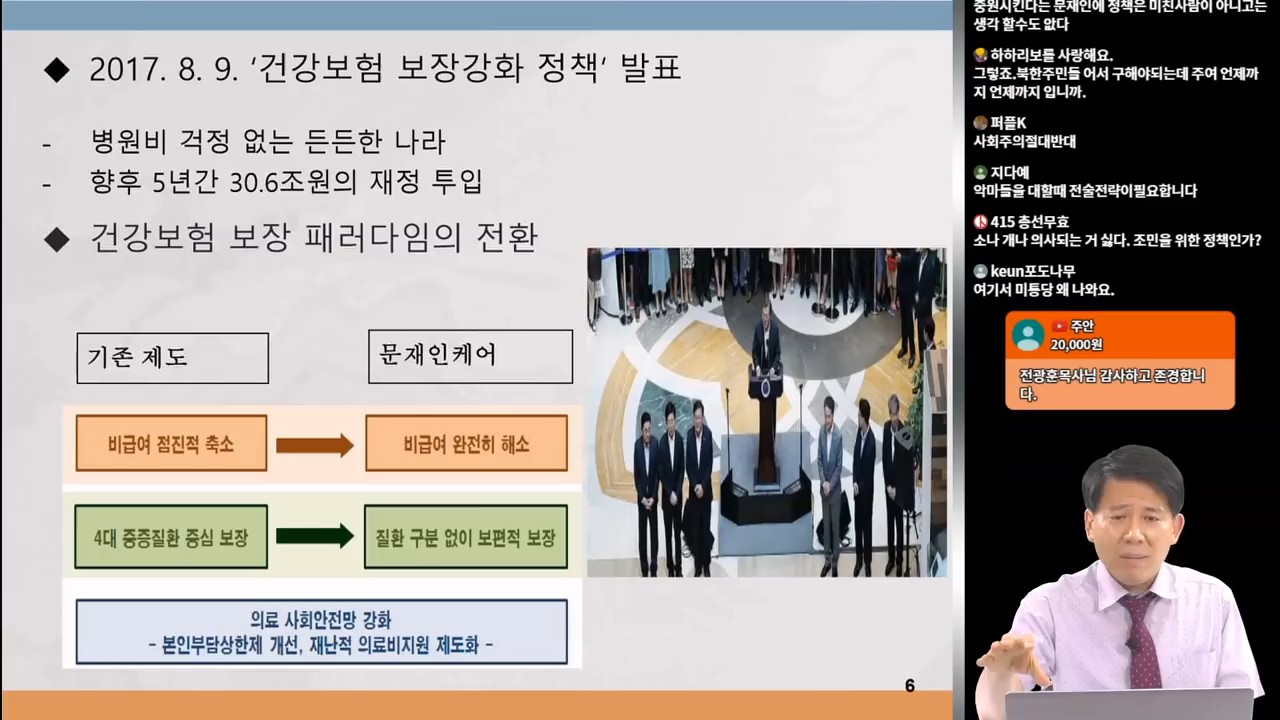 ◆ 2017. 8. 9. ‘건강보험 보장강화 정책’ 발표
- 병원비 걱정 없는 든든한 나라
- 향후 5년간 30.6조원의 재정 투입
◆ 건강보험 보장 패러다임의 전환
기존 제도
문재인케어
비급여 점진적 축소
비급여 완전히 해소
4대 중증질환 중심 보장
질환 구분 없이 보편적 보장
의료 사회안전망 강화
- 본인부담상한제 개선, 재난적 의료비지원 제도화 -
6
중원시킨다는 문재인에 정책은 미친사람이 아니고는
생각 할수도 앖다
하하리보를 사랑해요.
그렇죠.북한주민들 어서 구해야되는데 주여 언제까
지 언제까지 입니까.
퍼플K
사회주의절대반대
지다예
악마들을 대할때 전술전략이필요합니다
415 총선무효
소나 개나 의사되는 거 싫다. 조민을 위한 정책인가?
keun포도나무
여기서 미통당 왜 나와요.
주안
20,000원
전광훈목사님 감사하고 존경합니
다.